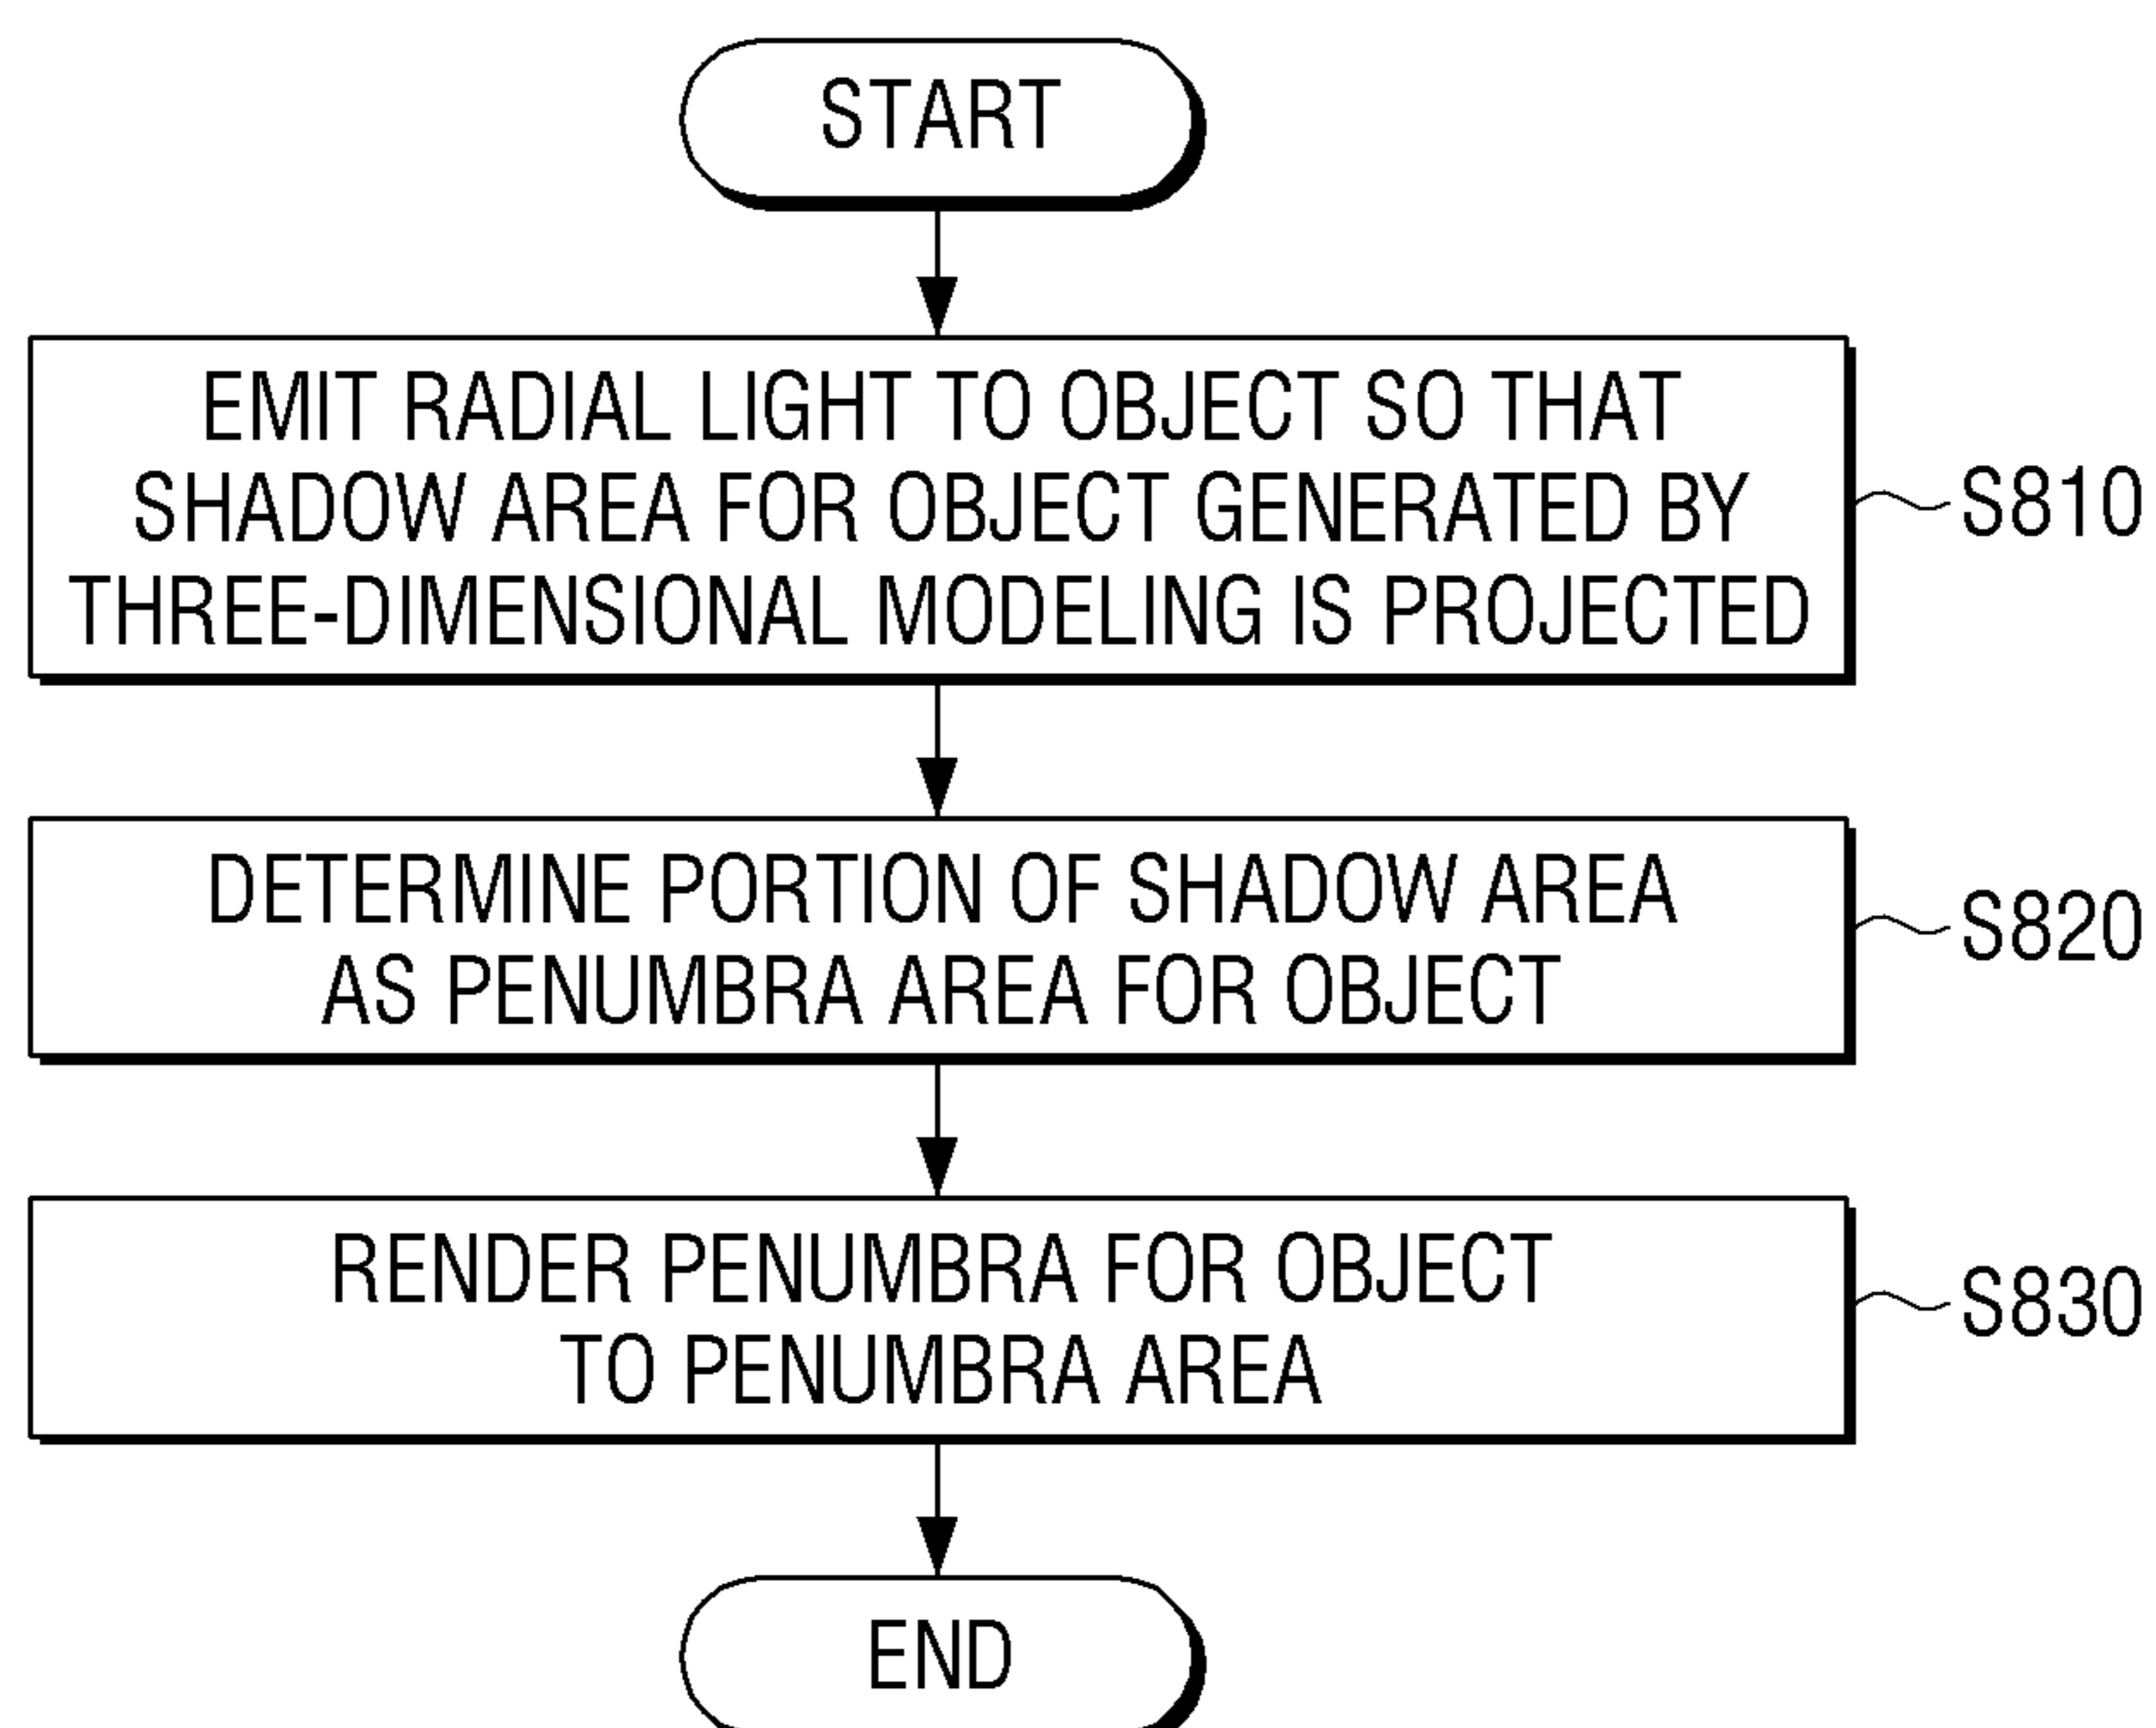 START
EMIT RADIAL LIGHT TO OBJECT SO THAT
SHADOW AREA FOR OBJECT GENERATED BY
THREE-DIMENSIONAL MODELING IS PROJECTED
S810
DETERMINE PORTION OF SHADOW AREA
AS PENUMBRA AREA FOR OBJECT
S820
RENDER PENUMBRA FOR OBJECT
TO PENUMBRA AREA
S830
END